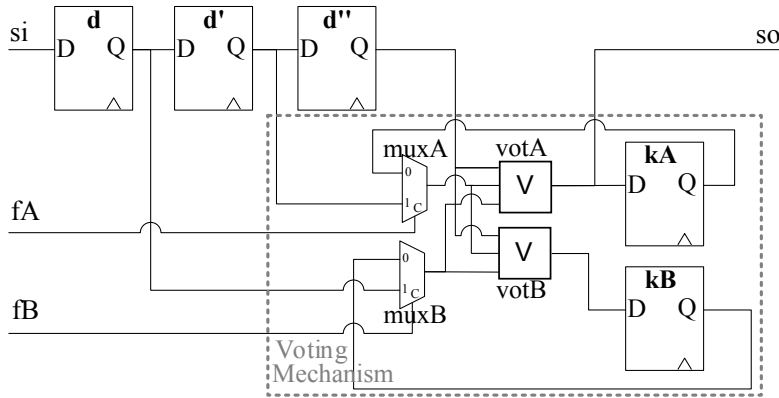 d d' d''
si D Q D Q D Q so
muxA votA kA
0 V D Q
1 C
fA
0 V kB
1 C votB D Q
fB muxB
Voting
Mechanism